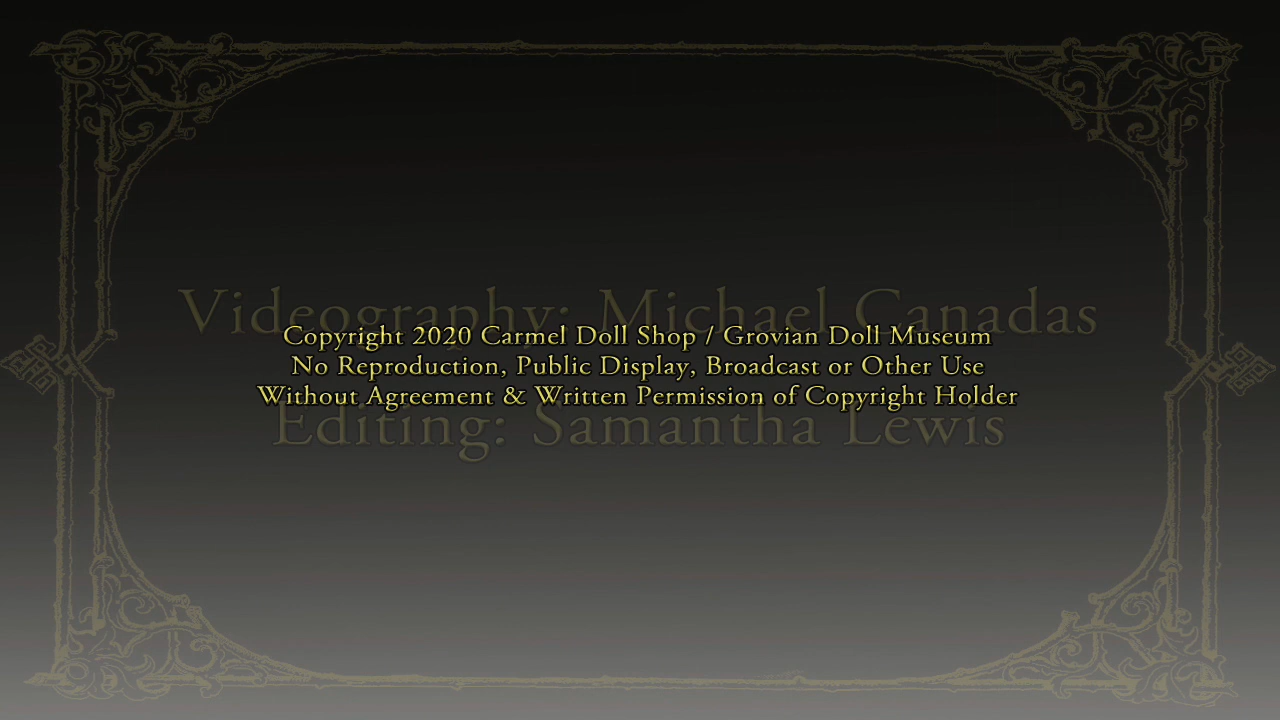 Videography: Michael Canadas
Copyright 2020 Carmel Doll Shop / Grovian Doll Museum
No Reproduction, Public Display, Broadcast or Other Use
Without Agreement & Written Permission of Copyright Holder
Editing: Samantha Lewis